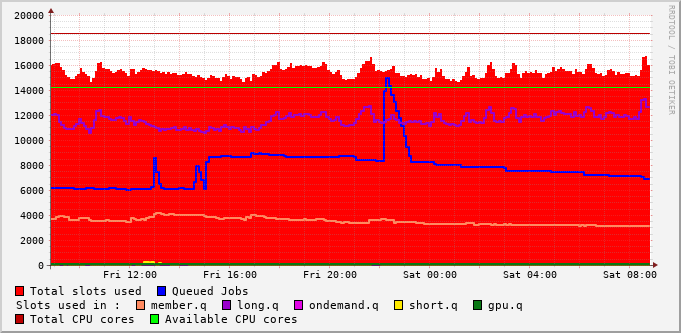 RRDTOOL / TOBI OETIKER
20000
18000
16000
14000
12000
10000
8000
6000
4000
2000
0
Fri 12:00 Fri 16:00 Fri 20:00 Sat 00:00 Sat 04:00 Sat 08:00
Total slots used Queued Jobs
Slots used in : member.q long.q ondemand.q short.q gpu.q
Total CPU cores Available CPU cores